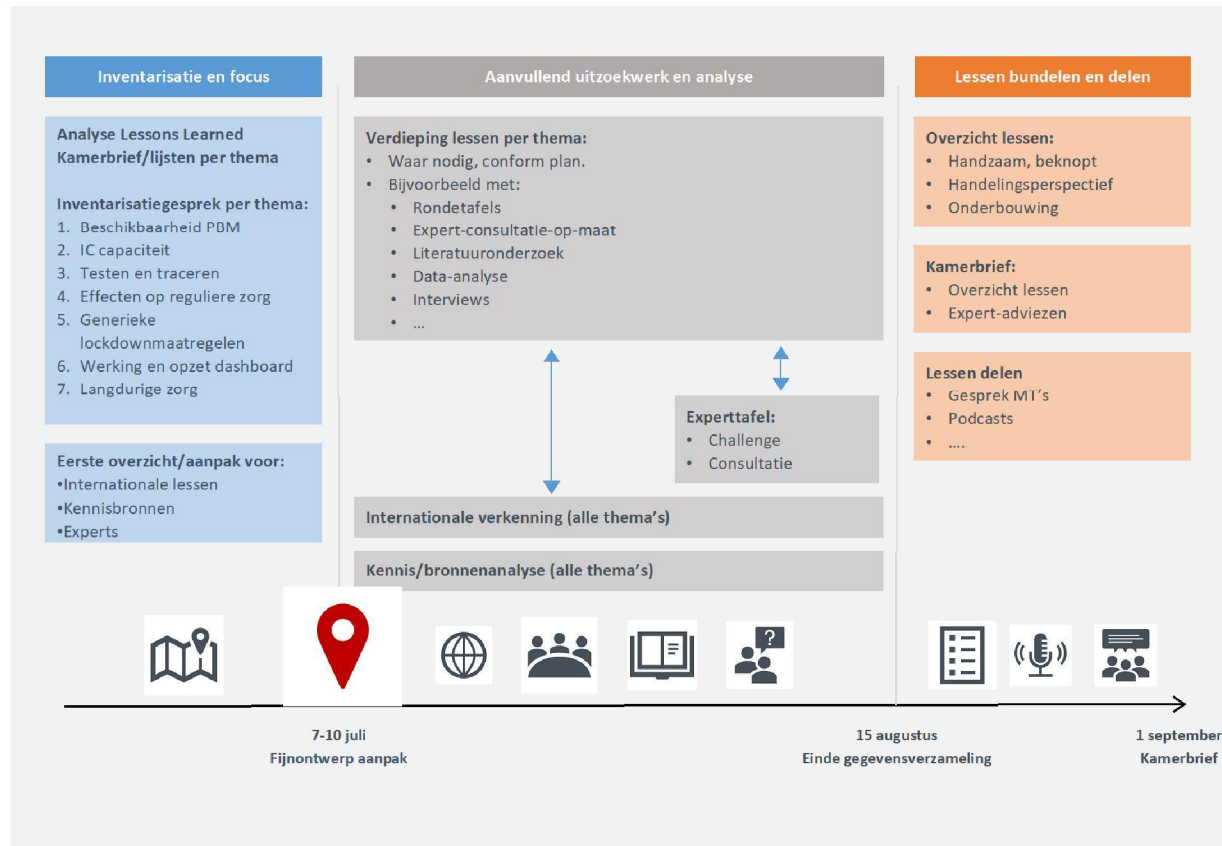 Inventarisatie en focus
Analyse Lessons Learned
Kamerbrief/lijsten per thema
Inventarisatiegesprek per thema:
1. Beschikbaarheid PBM
2. IC capaciteit
3. Testen en traceren
4. Effecten op reguliere zorg
5. Generieke
lockdownmaatregelen
6. Werking en opzet dashboard
7. Langdurige zorg
Eerste overzicht/aanpak voor:
•Internationale lessen
•Kennisbronnen
•Experts
Aanvullend uitzoekwerk en analyse
Verdieping lessen per thema:
• Waar nodig, conform plan.
• Bijvoorbeeld met:
• Rondetafels
• Expert-consultatie-op-maat
• Literatuuronderzoek
• Data-analyse
• Interviews
• ...
Experttafel:
• Challenge
• Consultatie
Internationale verkenning (alle thema's)
Kennis/bronnenanalyse (alle thema's)
Lessen bundelen en delen
Overzicht lessen:
• Handzaam, beknopt
• Handelingsperspectief
• Onderbouwing
Kamerbrief:
• Overzicht lessen
• Expert-adviezen
Lessen delen
• Gesprek MT's
• Podcasts
• ....
?
7-10 juli
Fijnontwerp aanpak
15 augustus
Einde gegevensverzameling
1 september
Kamerbrief